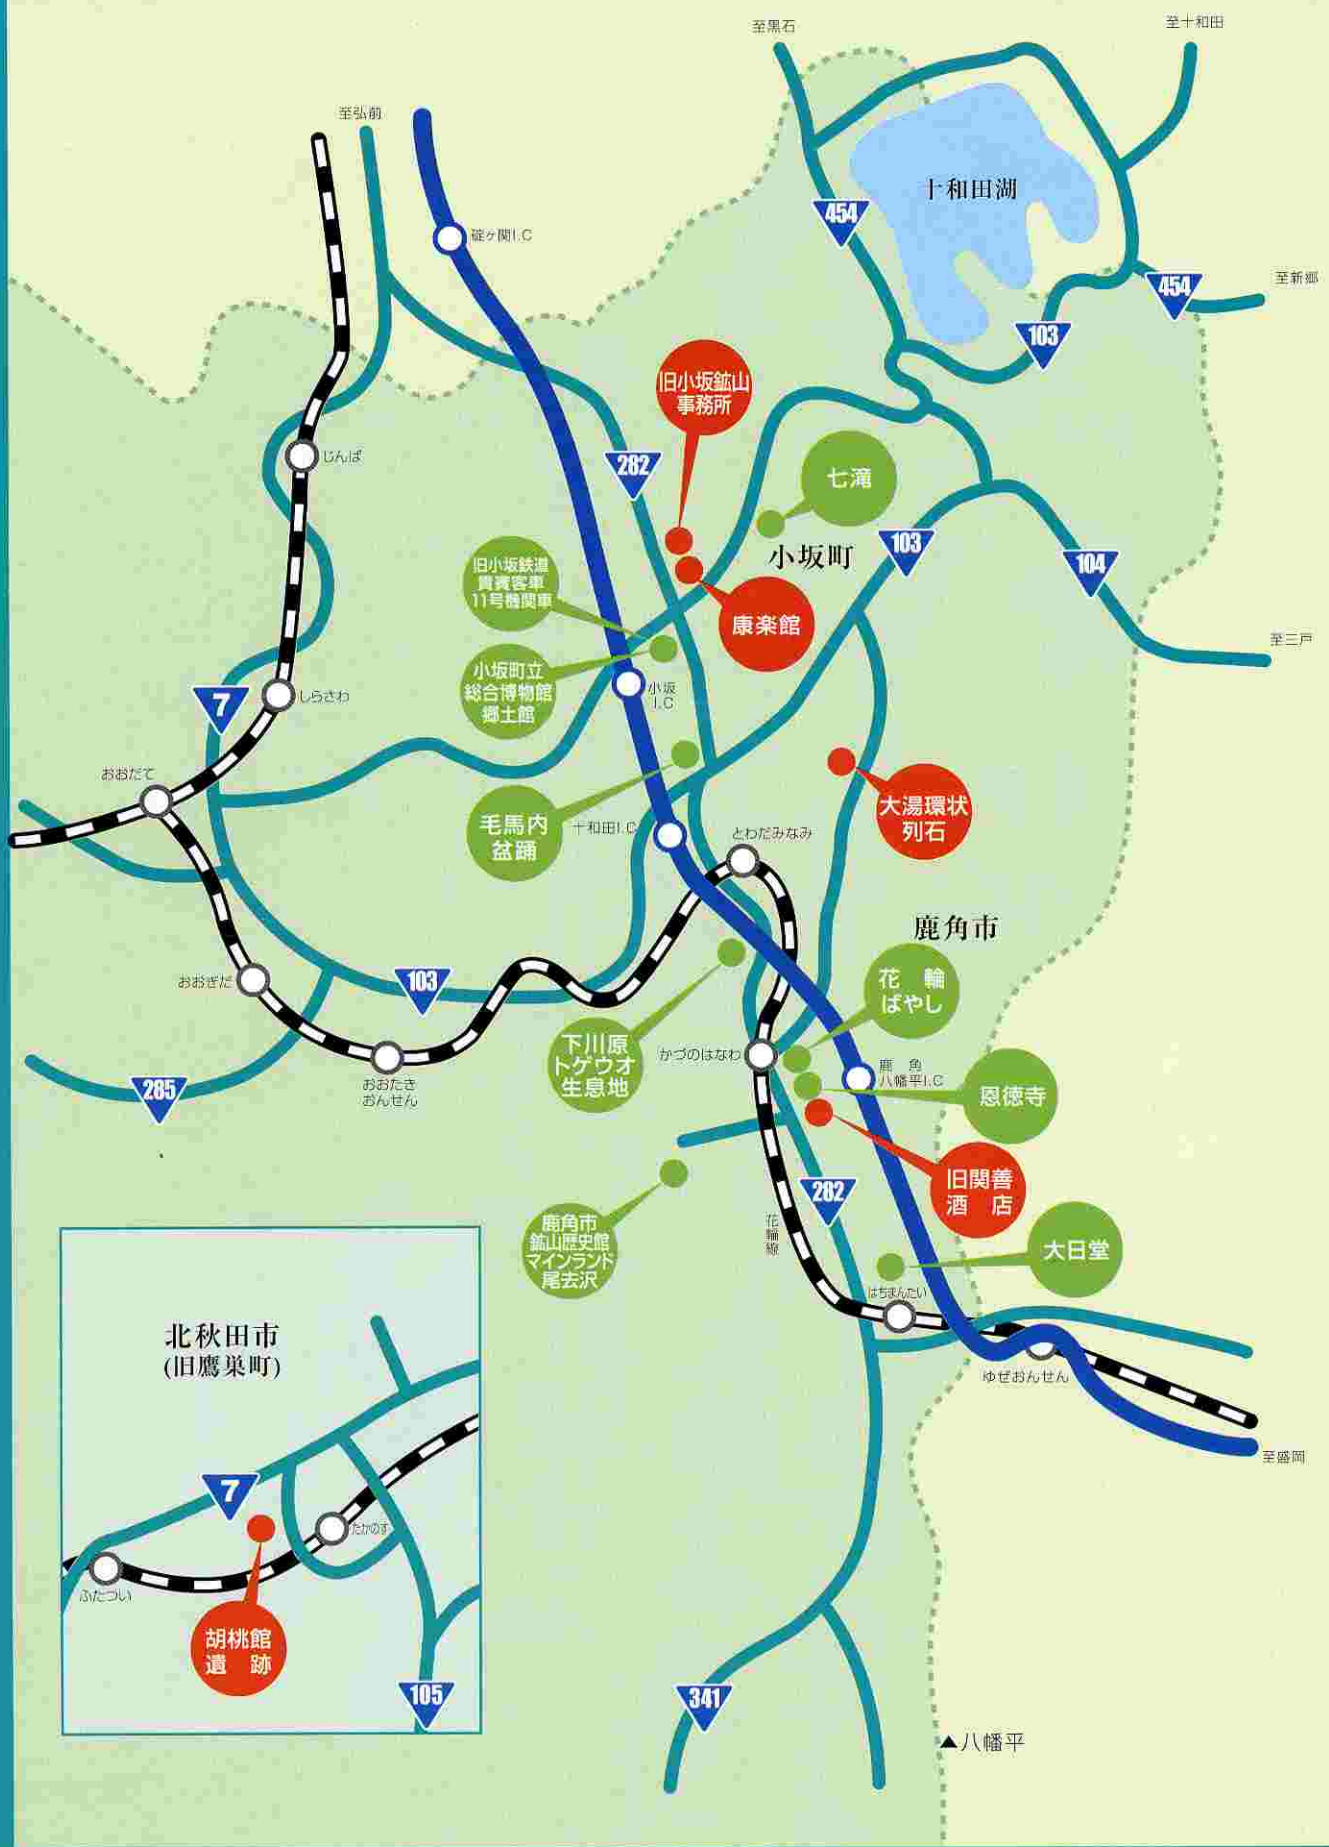 至黒石
至十和田
至弘前
十和田湖
454
碇ヶ関I.C
至新郷
454
103
旧小坂鉱山
事務所
じんば
282
七滝
小坂町
103
104
旧小坂鉄道
貴賓客車
11号機関車
康楽館
至三戸
小坂町立
総合博物館
郷土館
小坂
I.C
7
しらさわ
おおだて
毛馬内
盆踊
十和田I.C
とわだみなみ
大湯環状
列石
鹿角市
おおぎだ
103
花　輪
ばやし
下川原
トゲウオ
生息地
かづのはなわ
鹿　角
八幡平I.C
285
おおたき
おんせん
恩徳寺
旧関善
酒　店
282
花輪線
鹿角市
鉱山歴史館
マインランド
尾去沢
大日堂
はちまんたい
ゆぜおんせん
至盛岡
北秋田市
(旧鷹巣町)
7
たかのす
ふたつい
胡桃館
遺　跡
105
341
▲八幡平